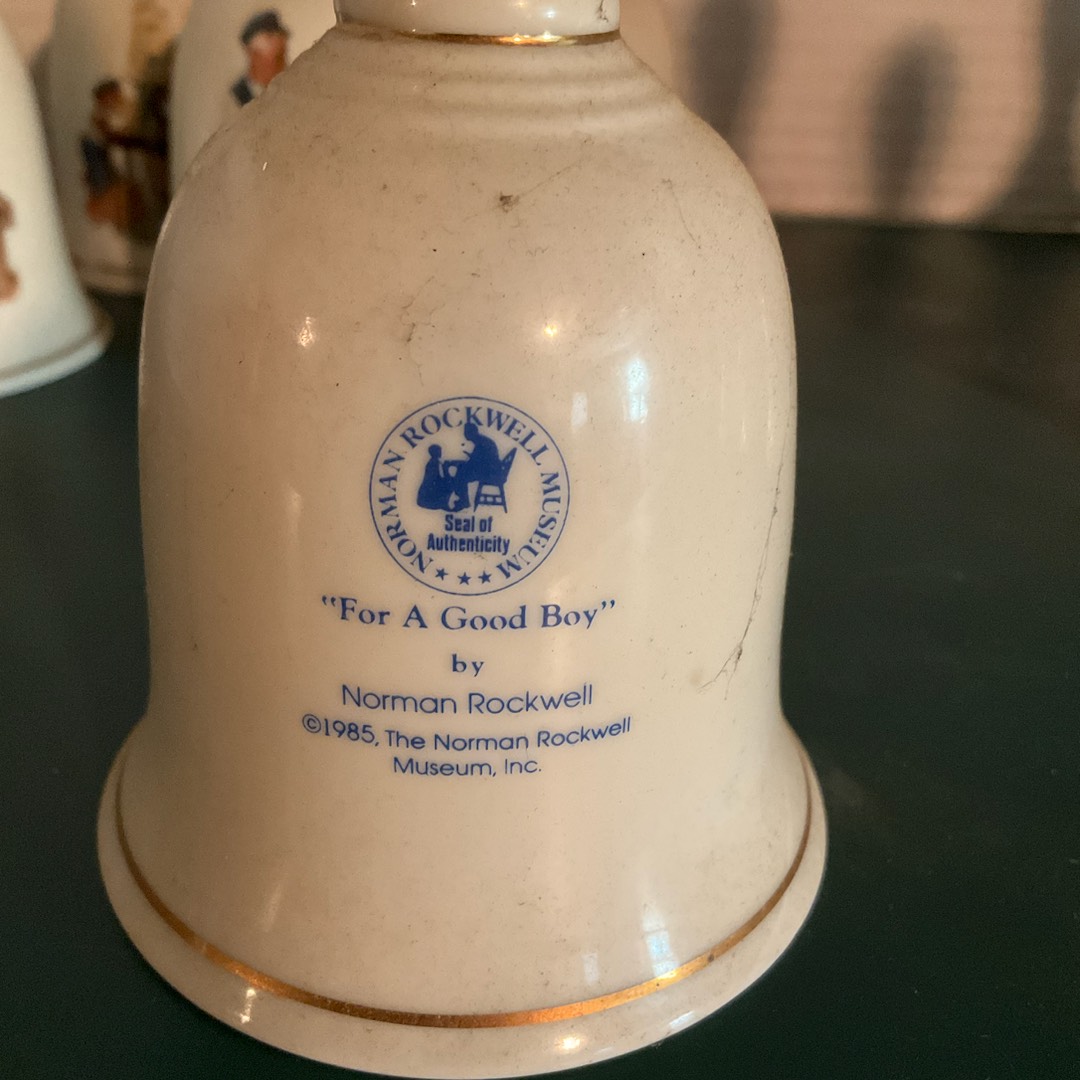 NORMAN ROCKWELL MUSEUM
Seal of
Authenticity
"For A Good Boy"
by
Norman Rockwell
©1985, The Norman Rockwell
Museum, Inc.